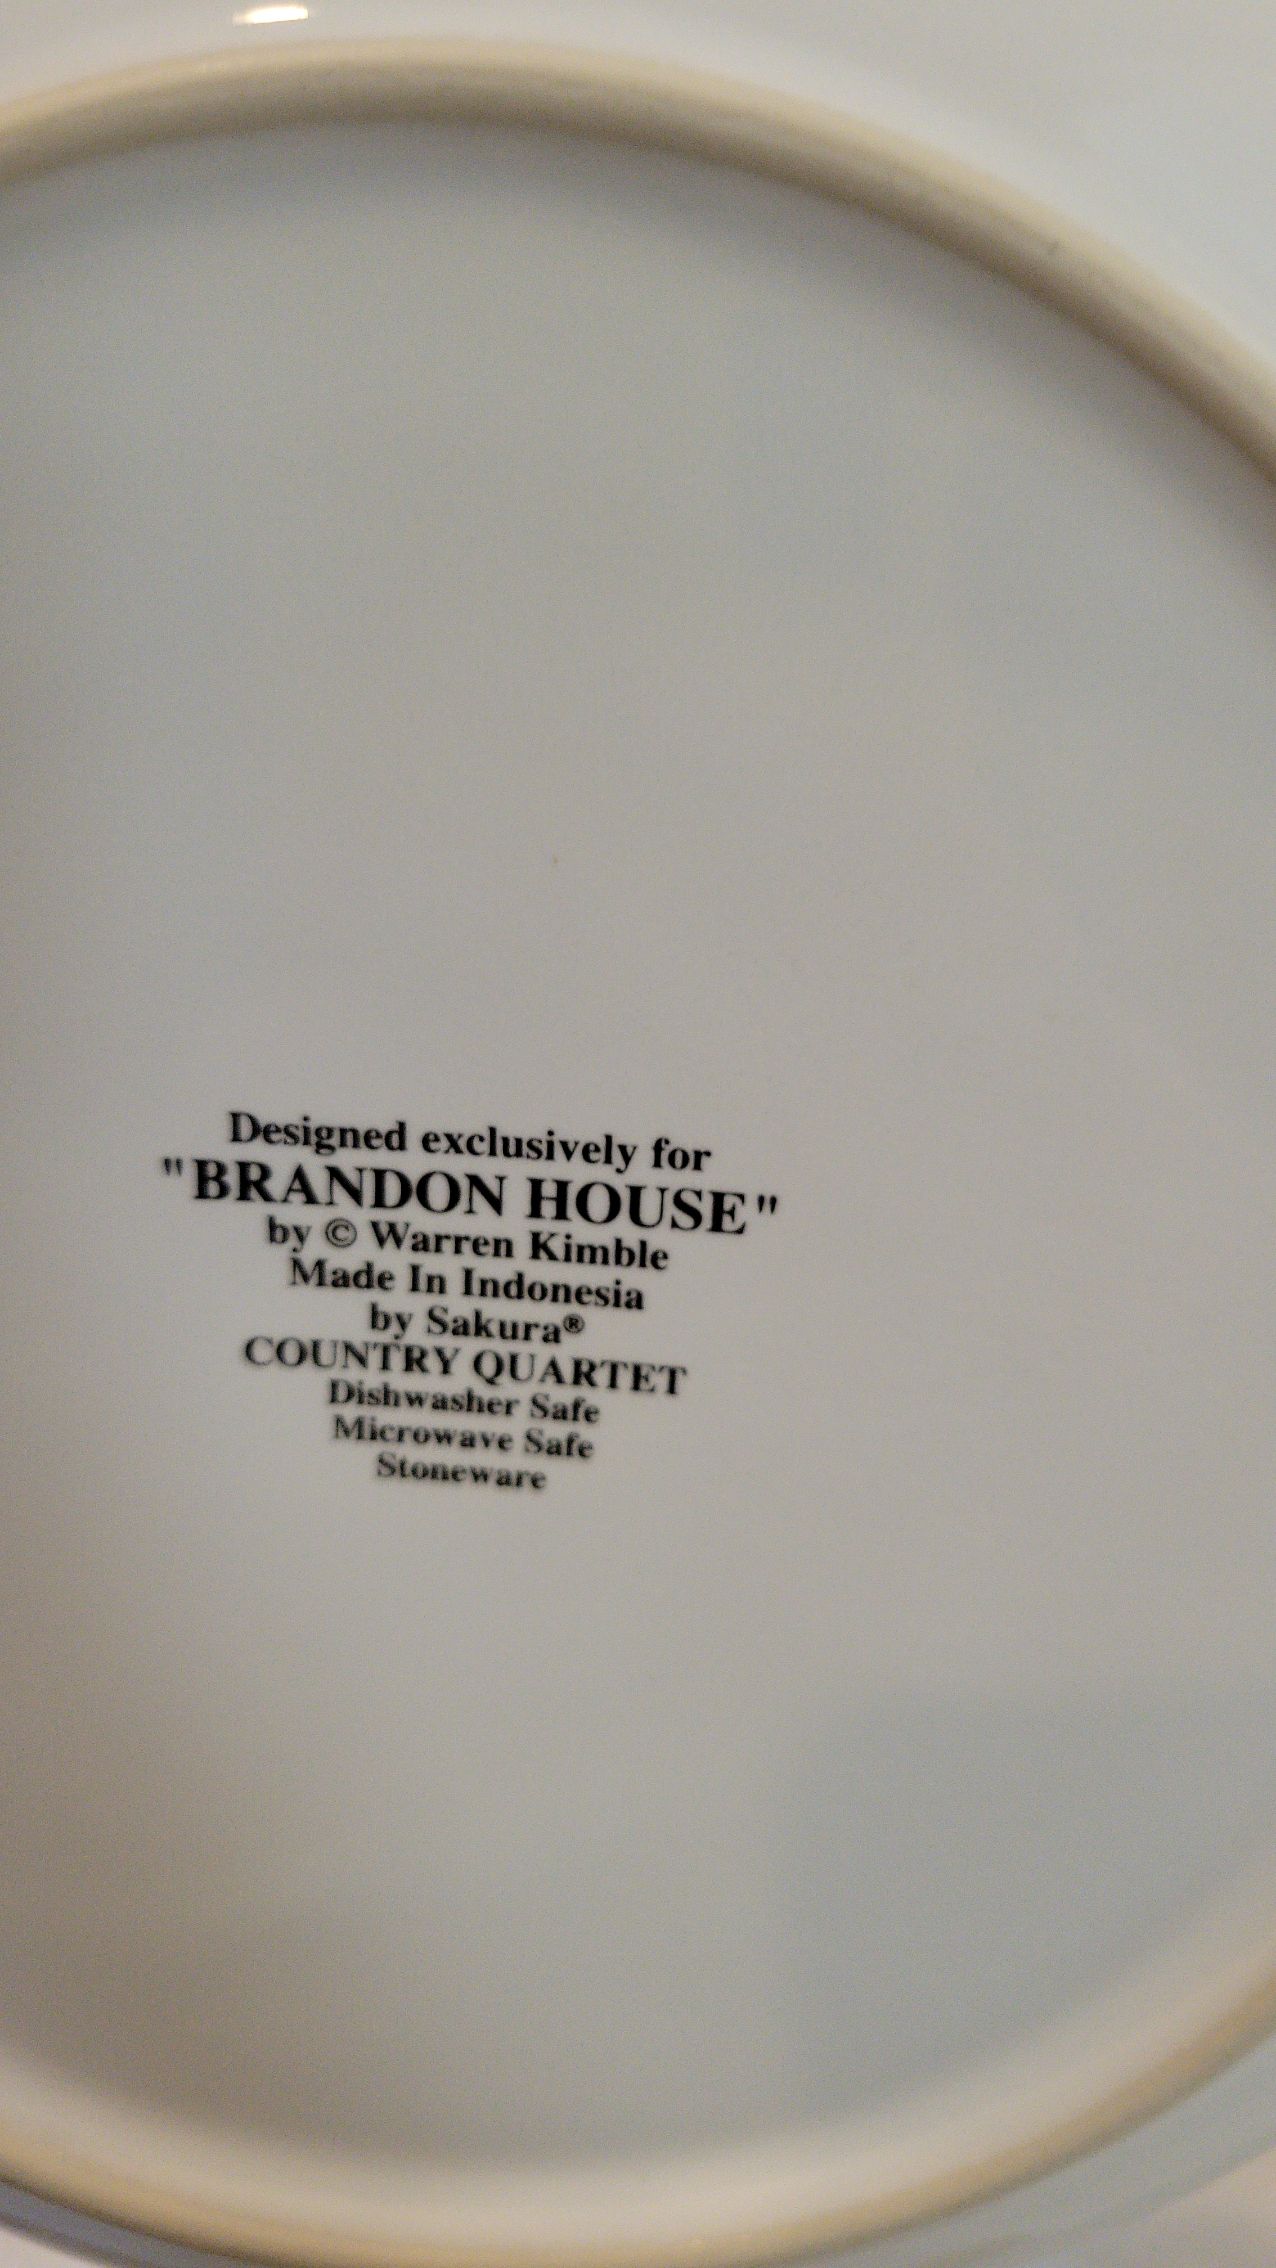 Designed exclusively for
"BRANDON HOUSE"
by © Warren Kimble
Made In Indonesia
by Sakura®
COUNTRY QUARTET
Dishwasher Safe
Microwave Safe
Stoneware